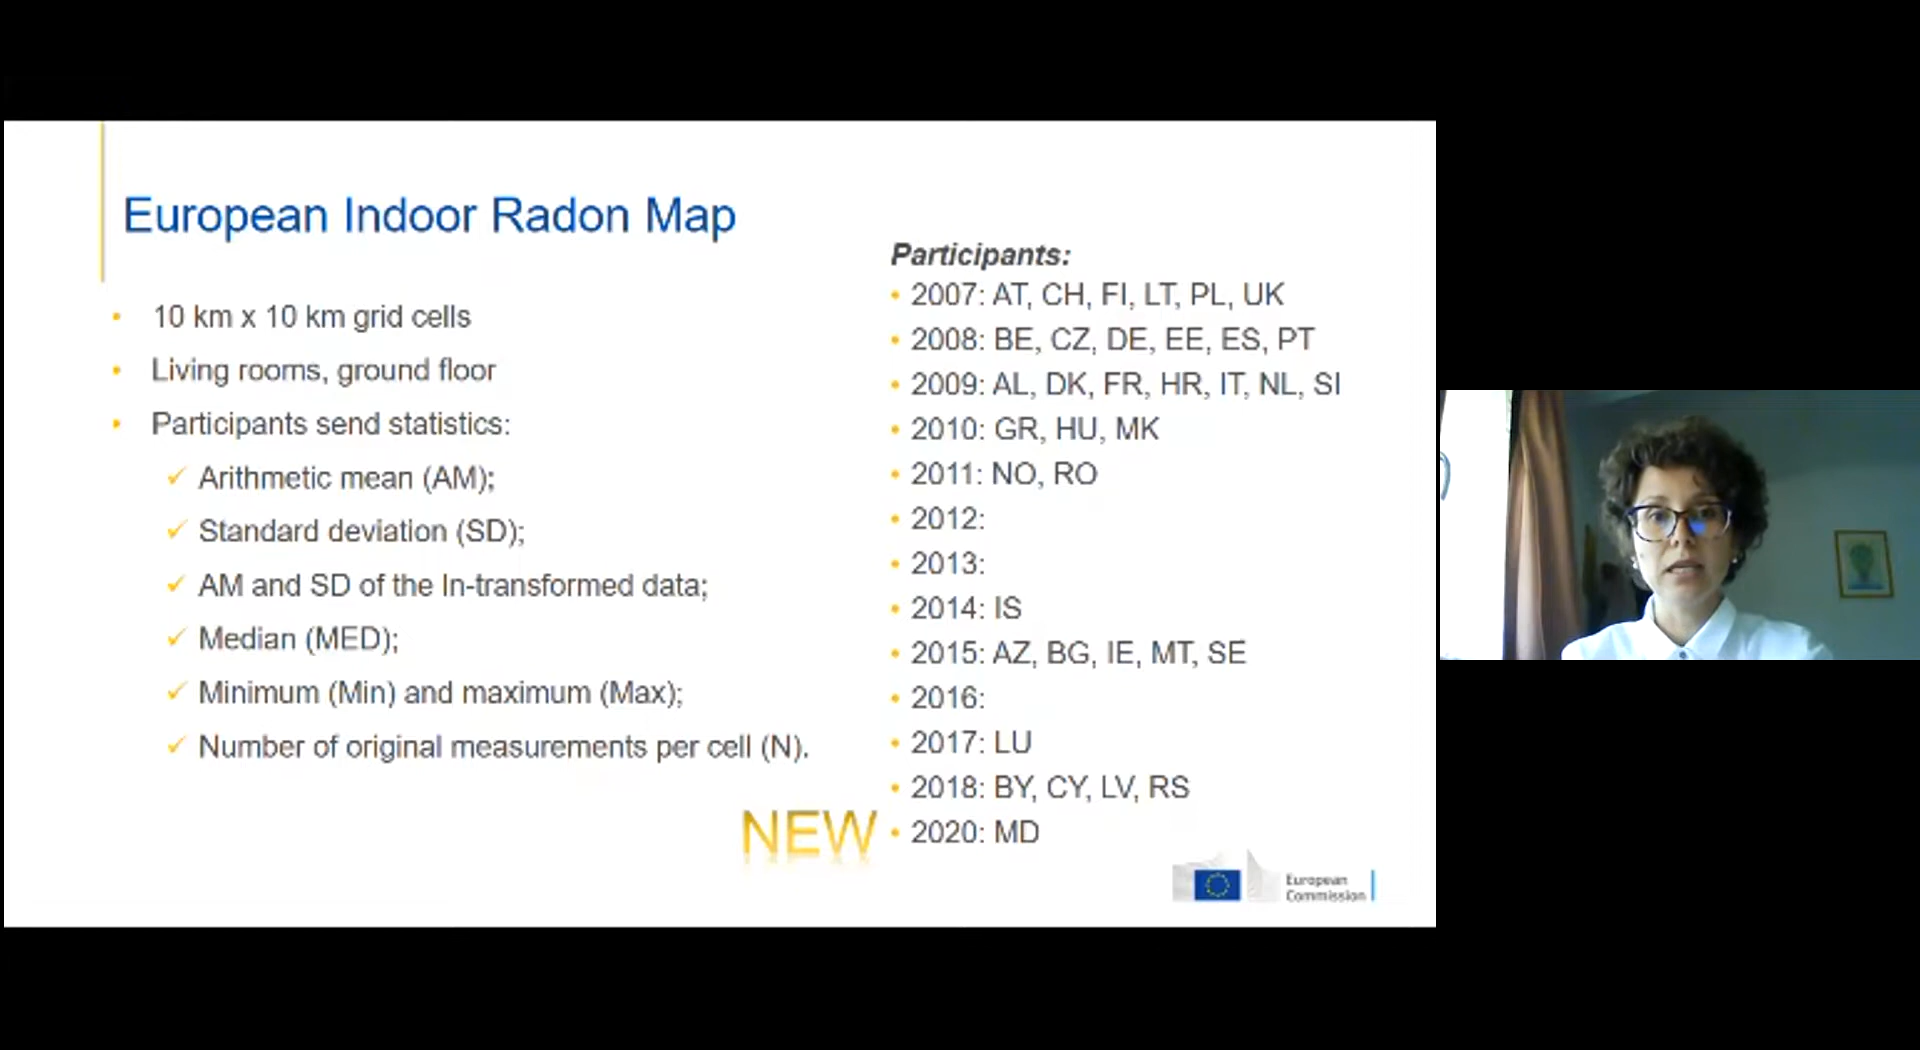 European Indoor Radon Map
10 km x 10 km grid cells
Living rooms, ground floor
Participants send statistics:
Arithmetic mean (AM);
Standard deviation (SD);
AM and SD of the ln-transformed data;
Median (MED);
Minimum (Min) and maximum (Max);
Number of original measurements per cell (N).
Participants:
2007: AT, CH, FI, LT, PL, UK
2008: BE, CZ, DE, EE, ES, PT
2009: AL, DK, FR, HR, IT, NL, SI
2010: GR, HU, MK
2011: NO, RO
2012:
2013:
2014: IS
2015: AZ, BG, IE, MT, SE
2016:
2017: LU
2018: BY, CY, LV, RS
NEW
2020: MD
European
Commission